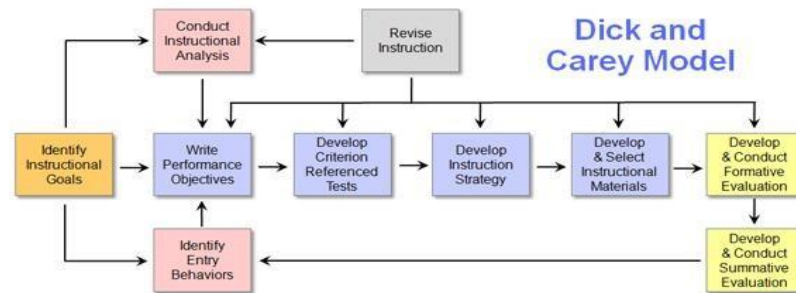 Dick and
Carey Model
Conduct
Instructional
Analysis
Revise
Instruction
Identify
Instructional
Goals
Write
Performance
Objectives
Develop
Criterion
Referenced
Tests
Develop
Instruction
Strategy
Develop
& Select
Instructional
Materials
Develop
& Conduct
Formative
Evaluation
Identify
Entry
Behaviors
Develop
& Conduct
Summative
Evaluation